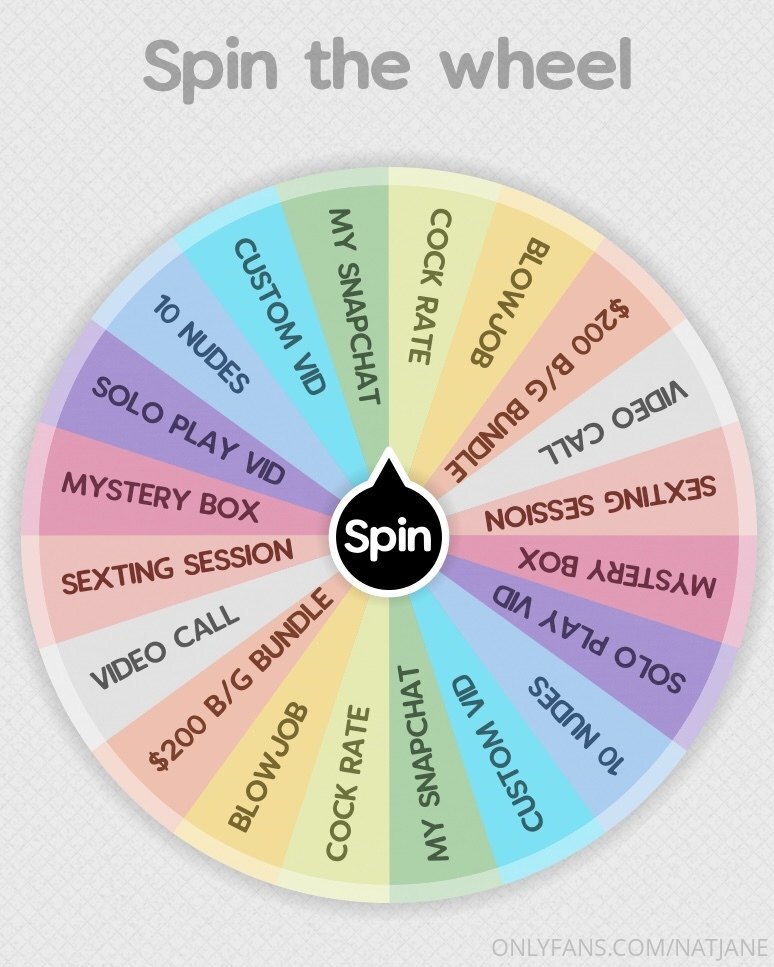 Spin the wheel
COCK RATE
BLOWJOB
$200 B/G BUNDLE
VIDEO CALL
SEXTING SESSION
MYSTERY BOX
SOLO PLAY VID
10 NUDES
CUSTOM VID
MY SNAPCHAT
COCK RATE
BLOWJOB
$200 B/G BUNDLE
VIDEO CALL
SEXTING SESSION
MYSTERY BOX
SOLO PLAY VID
10 NUDES
CUSTOM VID
MY SNAPCHAT
Spin
ONLYFANS.COM/NATJANE